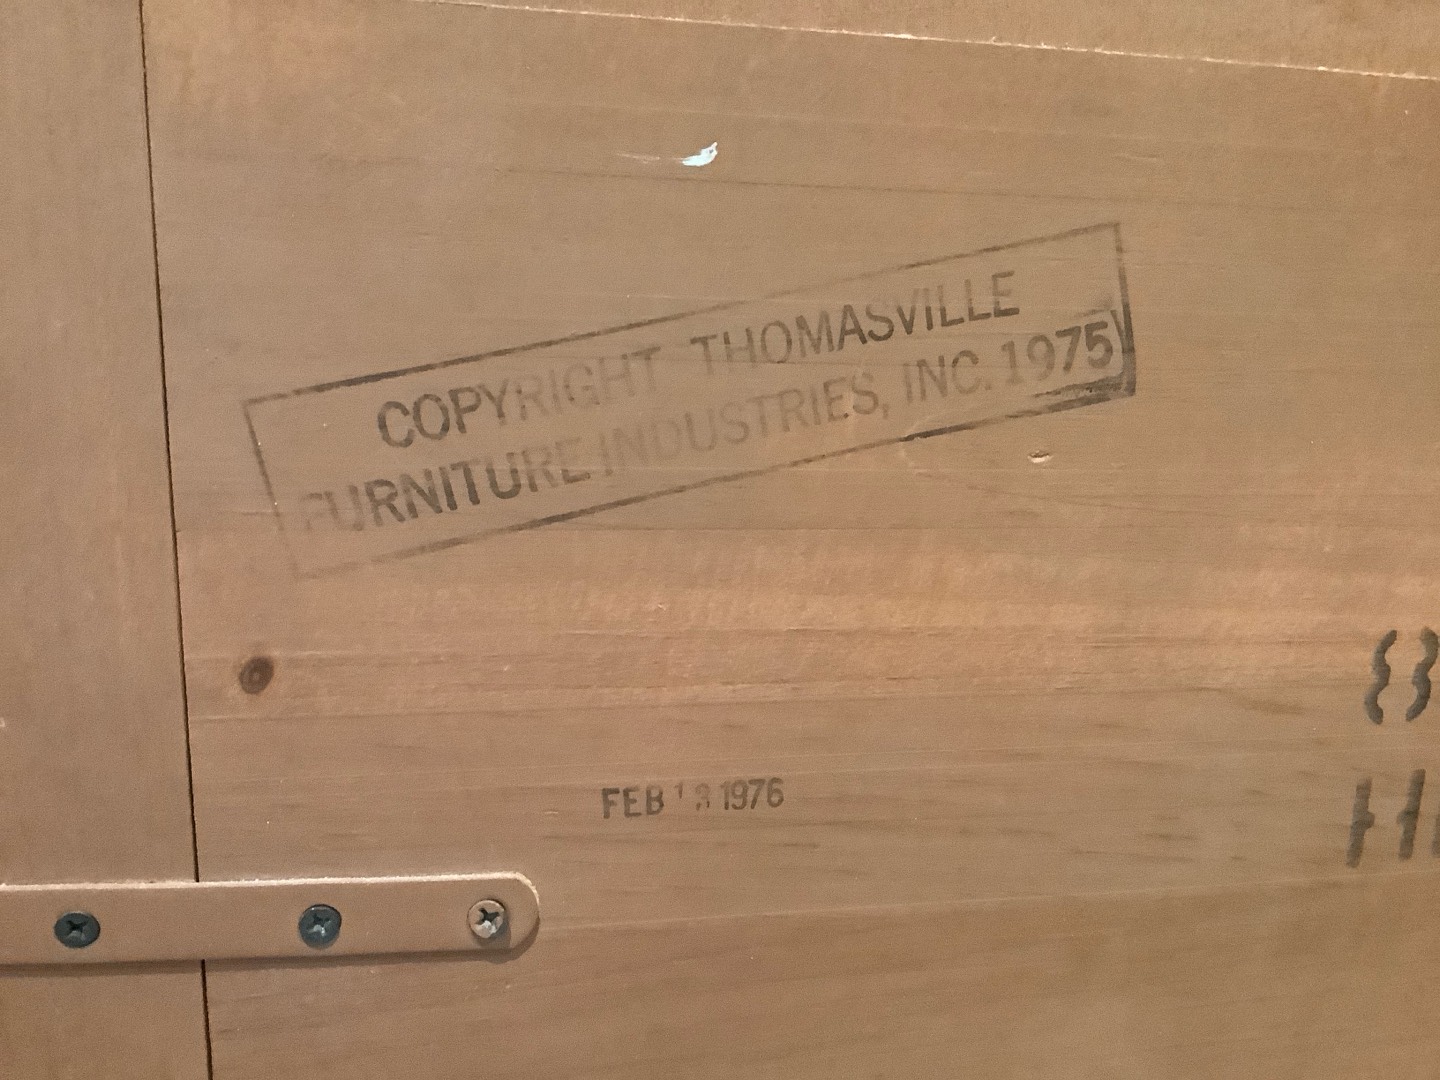 COPYRIGHT THOMASVILLE
FURNITURE INDUSTRIES, INC. 1975
FEB 13 1976